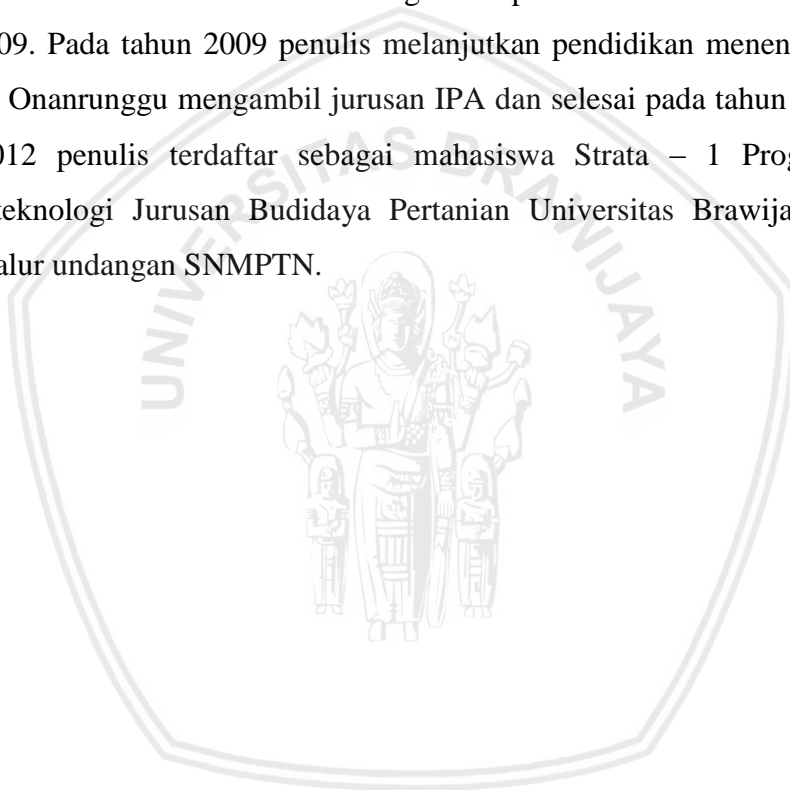 09. Pada tahun 2009 penulis melanjutkan pendidikan menen
Onanrunggu mengambil jurusan IPA dan selesai pada tahun
012 penulis terdaftar sebagai mahasiswa Strata – 1 Prog
teknologi Jurusan Budidaya Pertanian Universitas Brawija
alur undangan SNMPTN.
UNIVERSITAS BRAWIJAYA